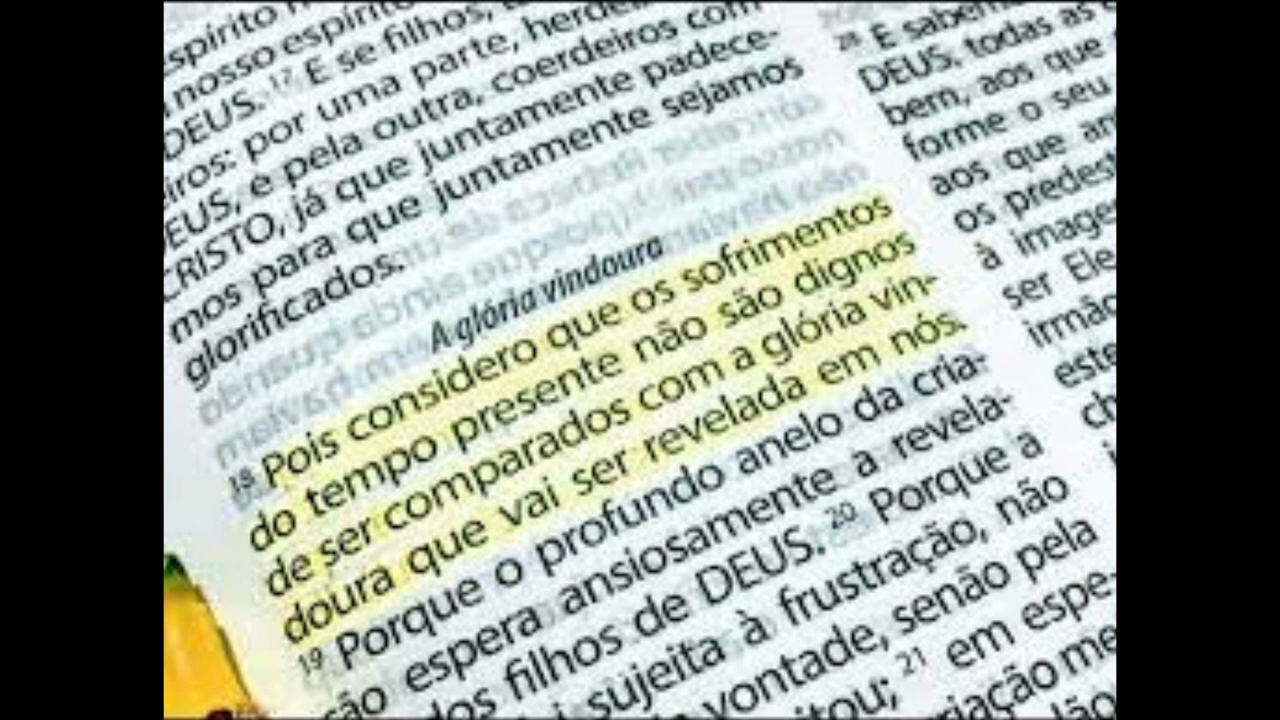 Espírito
nosso espírito
DEUS. 17 E se filhos,
por uma parte,
DEUS, e pela outra, coerdeiros com
CRISTO, já que juntamente padece-
mos para que juntamente sejamos
glorificados.
A glória vindoura
18 Pois considero que os sofrimentos
do tempo presente não são dignos
de ser comparados com a glória vin-
doura que vai ser revelada em nós.
19 Porque o profundo anelo da cria-
ção espera ansiosamente a revela-
dos filhos de DEUS. 20 Porque a
sujeita à frustração, não
vontade, senão pela
21 em espe-
me
28 E sabem
DEUS, todas as
bem, aos que
forme o seu
aos que
os predest
à image
ser Ele
irmão
este